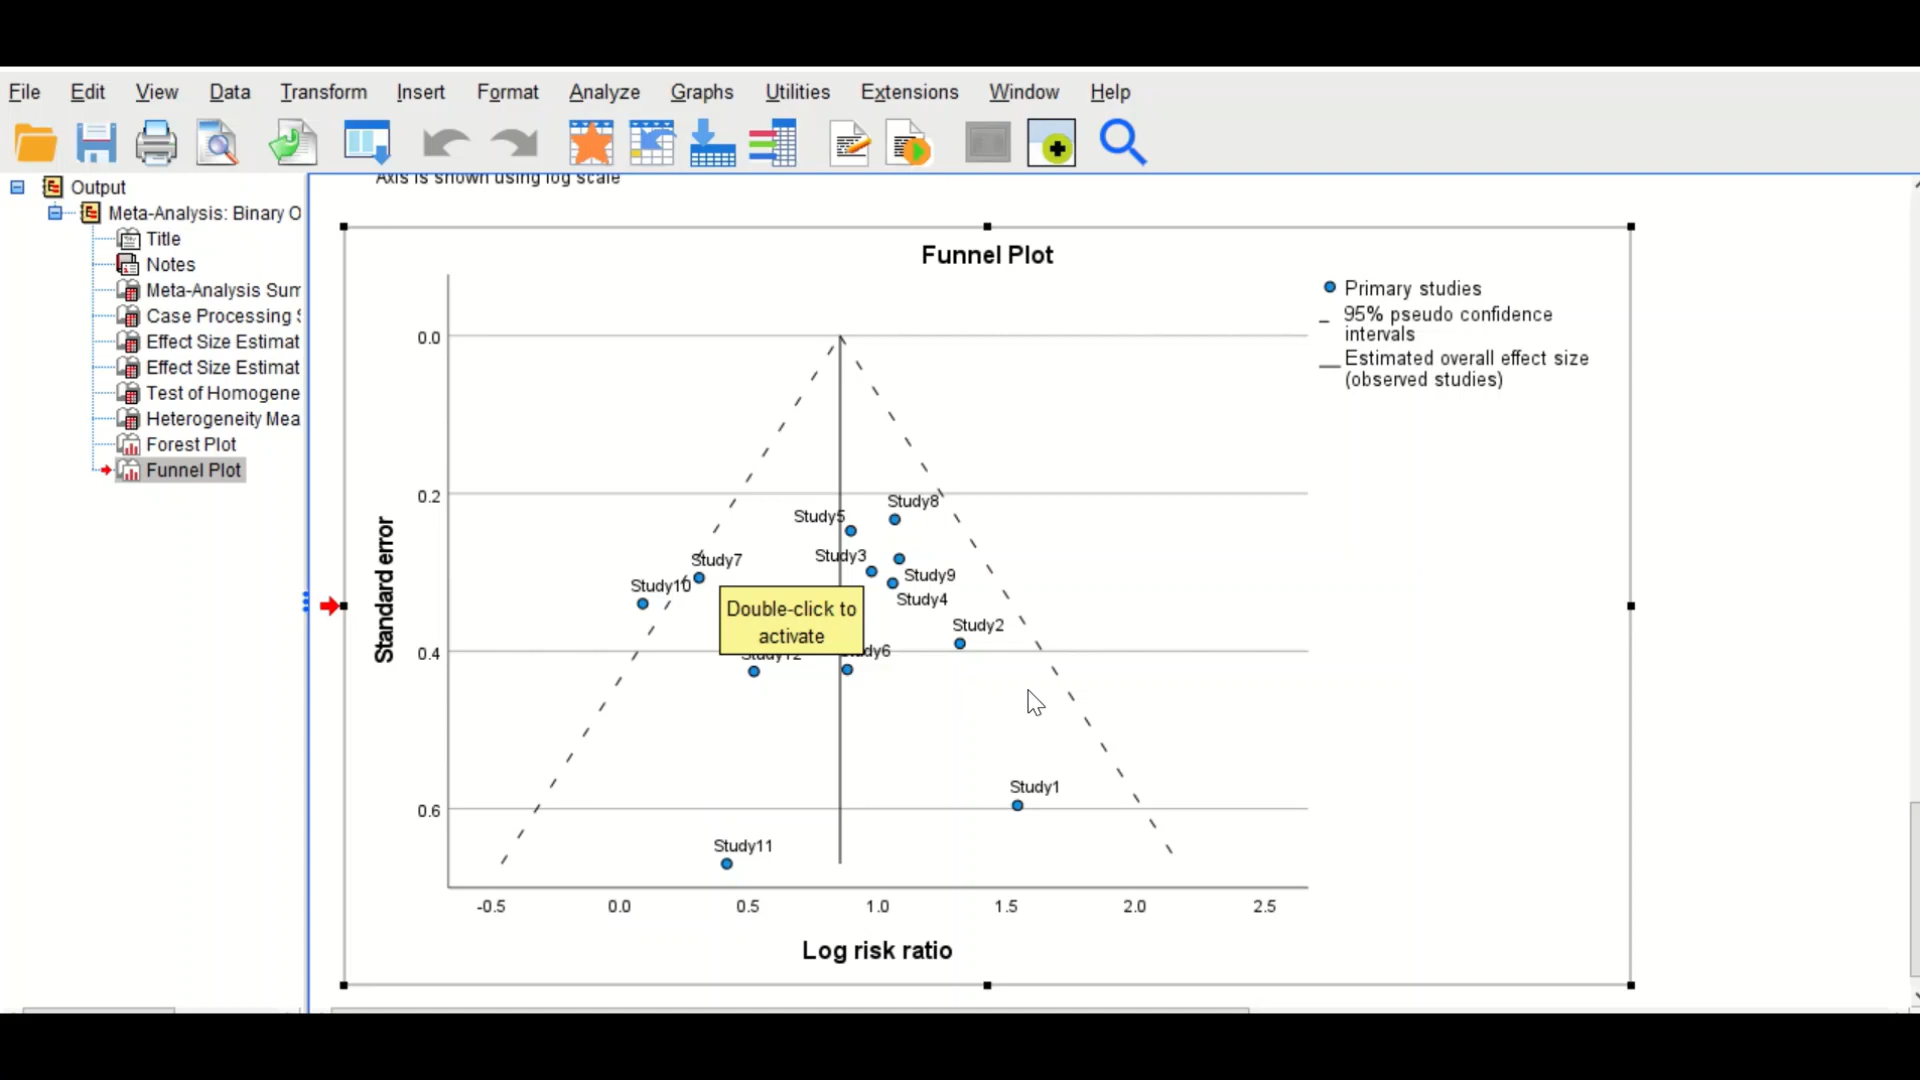 File Edit View Data Transform Insert Format Analyze Graphs Utilities Extensions Window Help
Output
Meta-Analysis: Binary O
Title
Notes
Meta-Analysis Sum
Case Processing S
Effect Size Estimat
Effect Size Estimat
Test of Homogene
Heterogeneity Mea
Forest Plot
Funnel Plot
Axis is shown using log scale
Funnel Plot
Primary studies
95% pseudo confidence
intervals
Estimated overall effect size
(observed studies)
Standard error
0.0
0.2
0.4
0.6
Study8
Study5
Study3
Study7
Study9
Study10
Study4
Double-click to
activate
Study2
Study12
Study6
Study1
Study11
-0.5 0.0 0.5 1.0 1.5 2.0 2.5
Log risk ratio